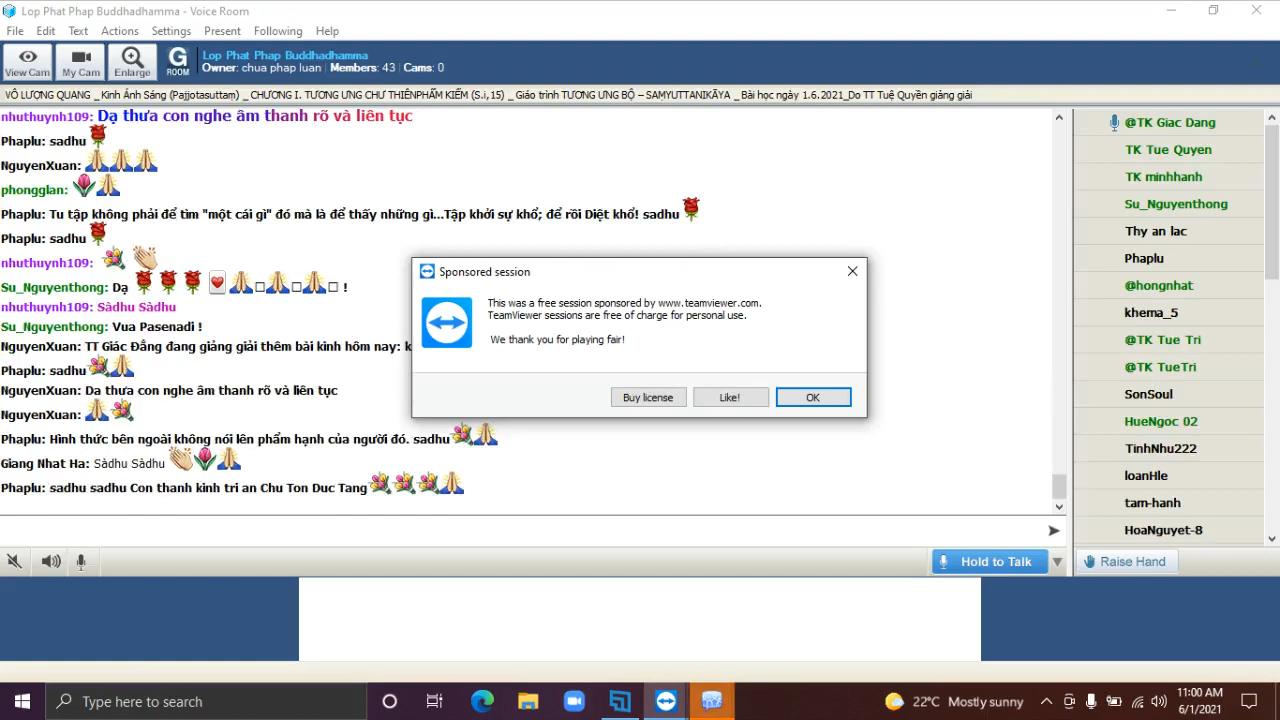 Lop Phat Phap Buddhadhamma - Voice Room
File Edit Text Actions Settings Present Following Help
View Cam
My Cam
Enlarge
G ROOM
Lop Phat Phap Buddhadhamma
Owner: chua phap luan | Members: 43 | Cams: 0
VÔ LƯỢNG QUANG _Kinh Ánh Sáng (Pajjotasuttam) _CHƯƠNG I. TƯƠNG ƯNG CHƯ THIÊNPHẨM KIẾM (S.i,15) _Giáo trình TƯƠNG ƯNG BỘ – SAṂYUTTANIKĀYA _Bài học ngày 1.6.2021_Do TT Tuệ Quyền giảng giải
nhuthuynh109: Dạ thưa con nghe âm thanh rõ và liên tục
Phaplu: sadhu
NguyenXuan:
phongglan:
Phaplu: Tu tập không phải để tìm "một cái gì" đó mà là để thấy những gì...Tập khởi sự khổ; để rồi Diệt khổ! sadhu
Phaplu: sadhu
nhuthuynh109:
Su_Nguyenthong: Dạ !
nhuthuynh109: Sàdhu Sàdhu
Su_Nguyenthong: Vua Pasenadi !
NguyenXuan: TT Giác Đẳng đang giảng giải thêm bài kinh hôm nay: k
Phaplu: sadhu
NguyenXuan: Dạ thưa con nghe âm thanh rõ và liên tục
NguyenXuan:
Phaplu: Hình thức bên ngoài không nói lên phẩm hạnh của người đó. sadhu
Giang Nhat Ha: Sàdhu Sàdhu
Phaplu: sadhu sadhu Con thanh kinh tri an Chu Ton Duc Tang
Sponsored session
This was a free session sponsored by www.teamviewer.com.
TeamViewer sessions are free of charge for personal use.
We thank you for playing fair!
Buy license
Like!
OK
@TK Giac Dang
TK Tue Quyen
TK minhhanh
Su_Nguyenthong
Thy an lac
Phaplu
@hongnhat
khema_5
@TK Tue Tri
@TK TueTri
SonSoul
HueNgoc 02
TinhNhu222
loanHle
tam-hanh
HoaNguyet-8
Hold to Talk
Raise Hand
Type here to search
22°C Mostly sunny
11:00 AM
6/1/2021